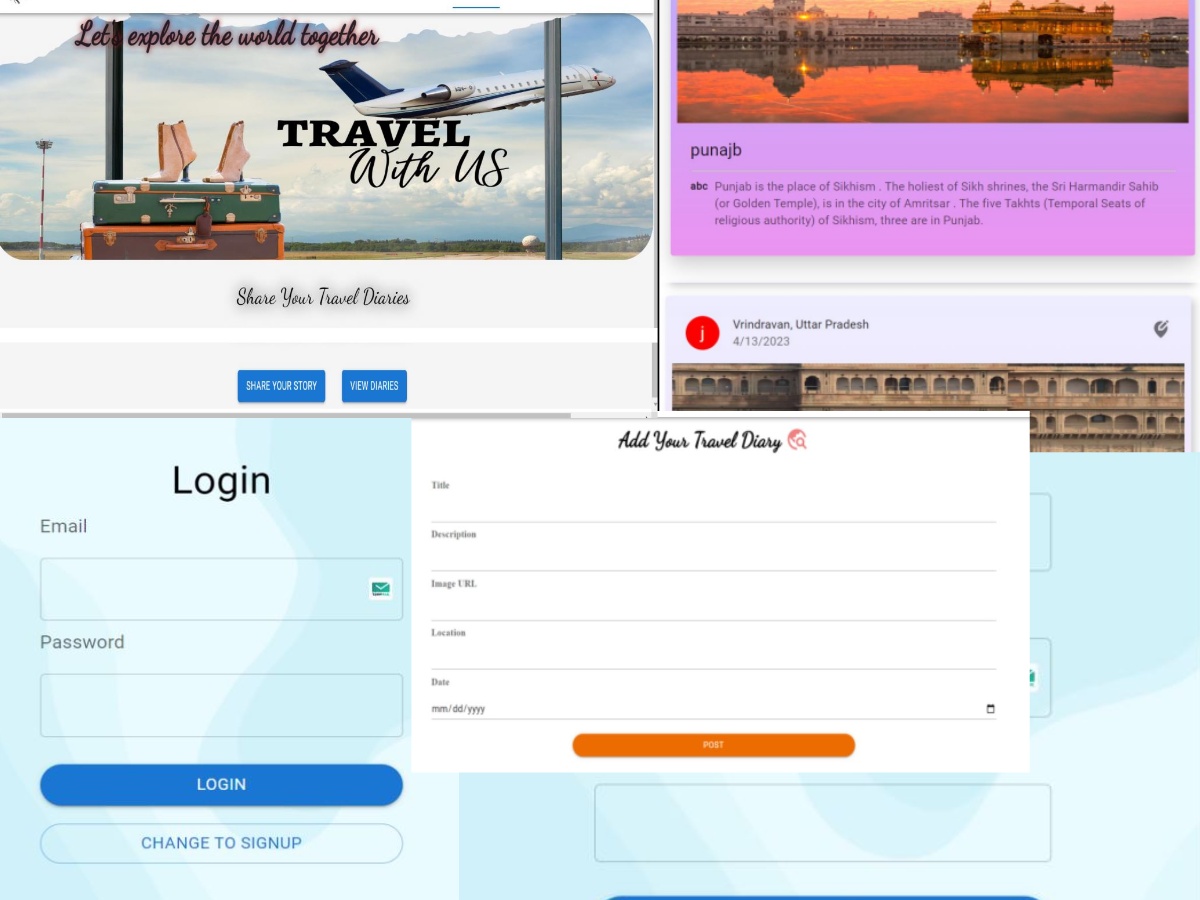 Let's explore the world together
TRAVEL
With US
Share Your Travel Diaries
SHARE YOUR STORY
VIEW DIARIES
punajb
abc Punjab is the place of Sikhism . The holiest of Sikh shrines, the Sri Harmandir Sahib
(or Golden Temple), is in the city of Amritsar . The five Takhts (Temporal Seats of
religious authority) of Sikhism, three are in Punjab.
j
Vrindravan, Uttar Pradesh
4/13/2023
Login
Email
Password
LOGIN
CHANGE TO SIGNUP
Add Your Travel Diary
Title
Description
Image URL
Location
Date
mm/dd/yyyy
POST